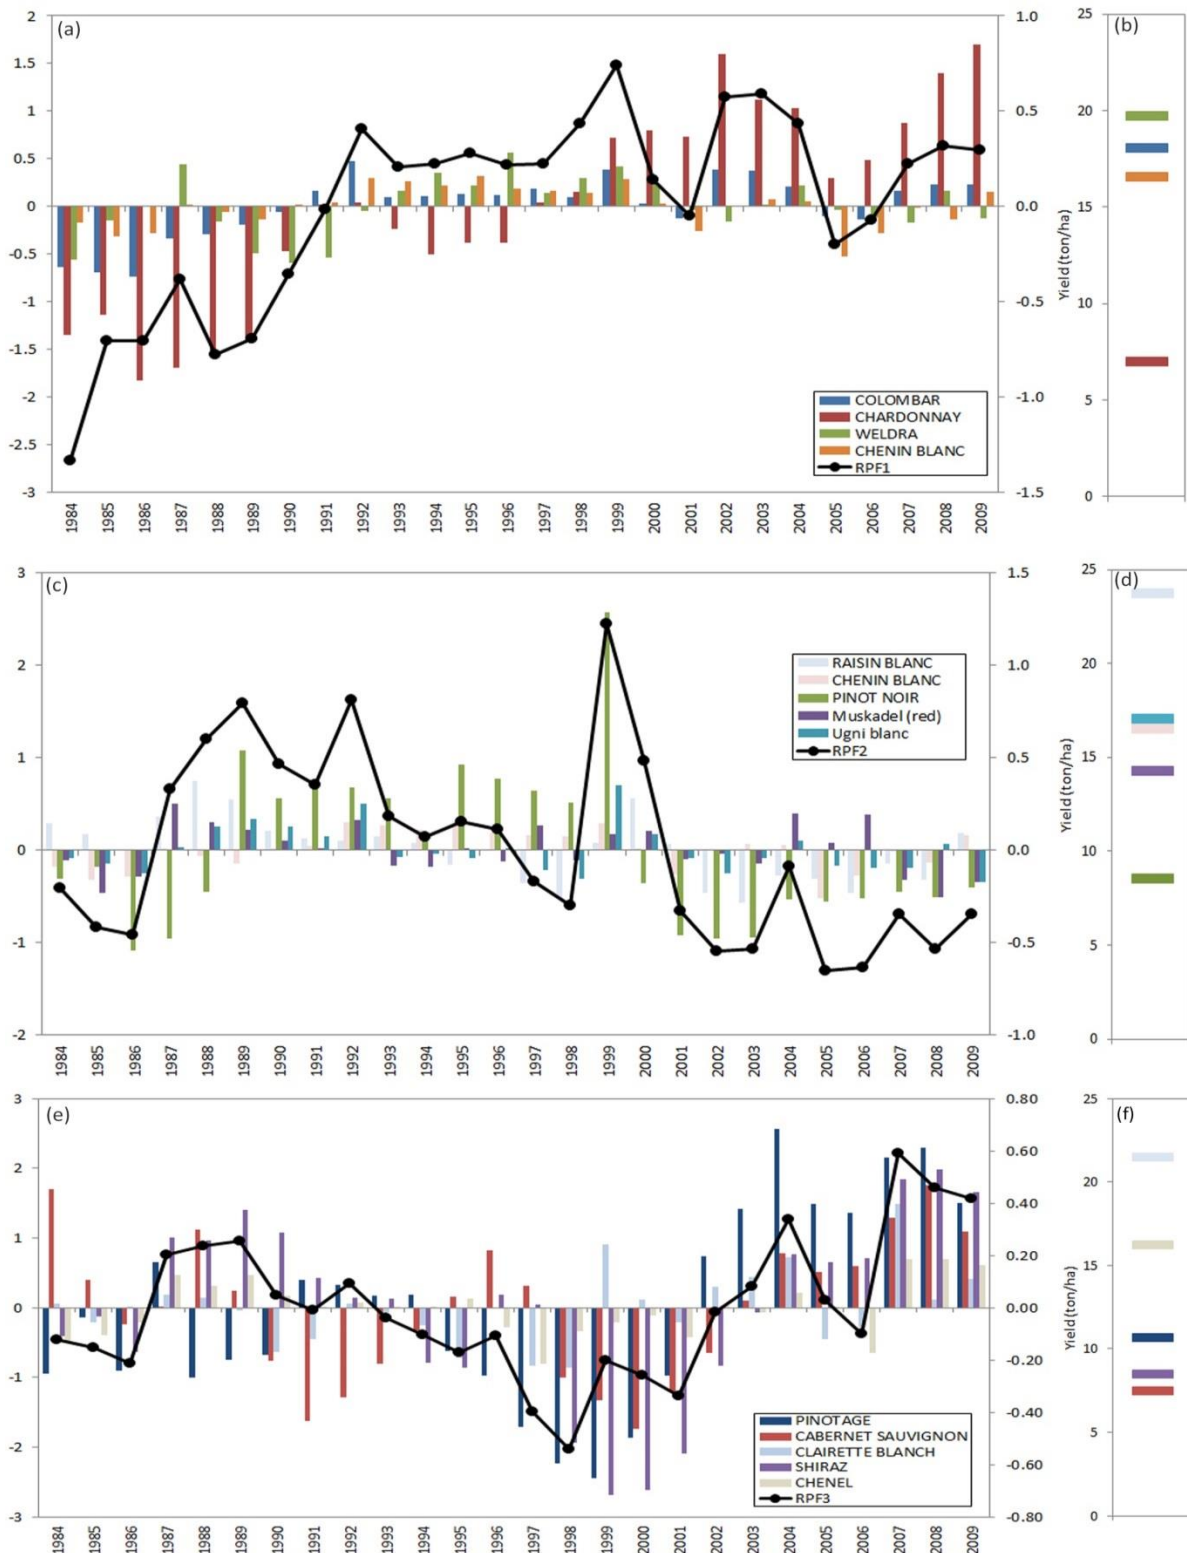 (a)
2
1.5
1
0.5
0
-0.5
-1
-1.5
-2
-2.5
-3
1.0
0.5
0.0
-0.5
-1.0
-1.5
COLOMBAR
CHARDONNAY
WELDRA
CHENIN BLANC
RPF1
1984 1985 1986 1987 1988 1989 1990 1991 1992 1993 1994 1995 1996 1997 1998 1999 2000 2001 2002 2003 2004 2005 2006 2007 2008 2009
(b)
Yield(ton/ha)
25
20
15
10
5
0
(c)
3
2
1
0
-1
-2
1.5
1.0
0.5
0.0
-0.5
-1.0
RAISIN BLANC
CHENIN BLANC
PINOT NOIR
Muskadel (red)
Ugni blanc
RPF2
1984 1985 1986 1987 1988 1989 1990 1991 1992 1993 1994 1995 1996 1997 1998 1999 2000 2001 2002 2003 2004 2005 2006 2007 2008 2009
(d)
Yield(ton/ha)
25
20
15
10
5
0
(e)
3
2
1
0
-1
-2
-3
0.80
0.60
0.40
0.20
0.00
-0.20
-0.40
-0.60
-0.80
PINOTAGE
CABERNET SAUVIGNON
CLAIRETTE BLANCH
SHIRAZ
CHENEL
RPF3
1984 1985 1986 1987 1988 1989 1990 1991 1992 1993 1994 1995 1996 1997 1998 1999 2000 2001 2002 2003 2004 2005 2006 2007 2008 2009
(f)
Yield(ton/ha)
25
20
15
10
5
0